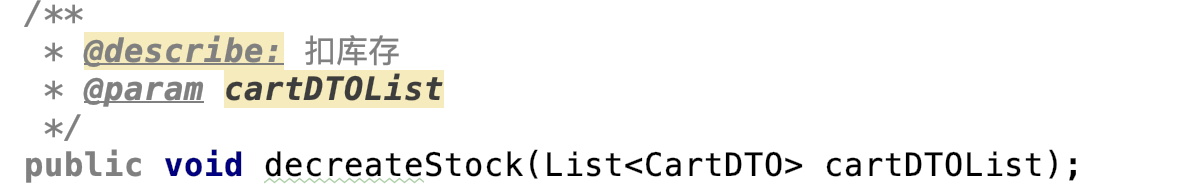 /**
 * @describe: 扣库存
 * @param cartDTOList
 */
public void decreateStock(List<CartDTO> cartDTOList);